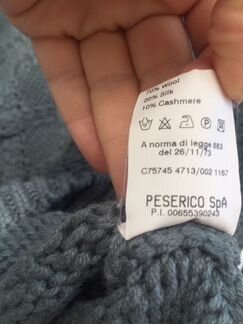 70% Wool
20% Silk
10% Cashmere
A norma di legge 883
del 26/11/73
C75745 4713/002 1167
PESERICO SpA
P.I. 00655390243